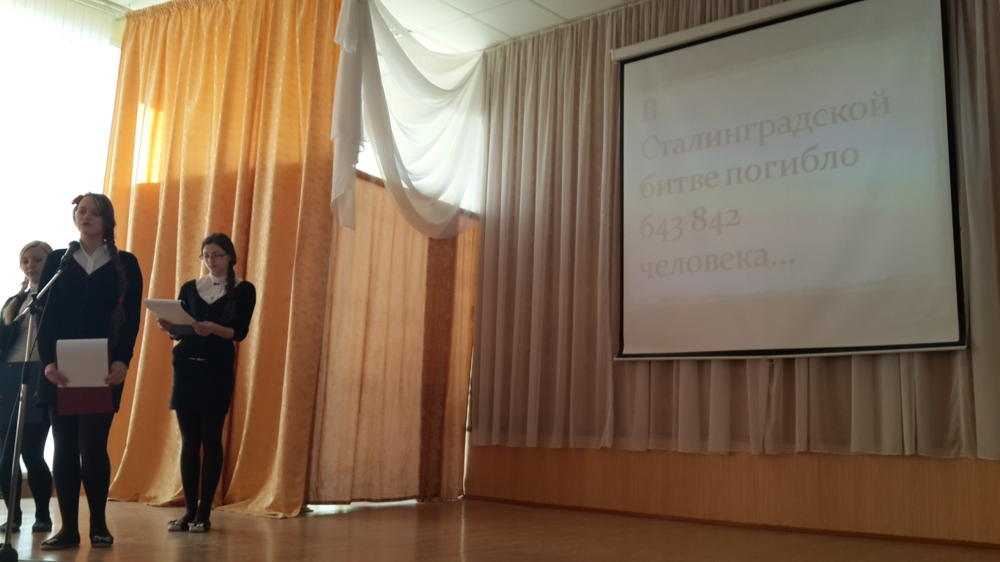 В
Сталинградской
битве погибло
643 842
человека...